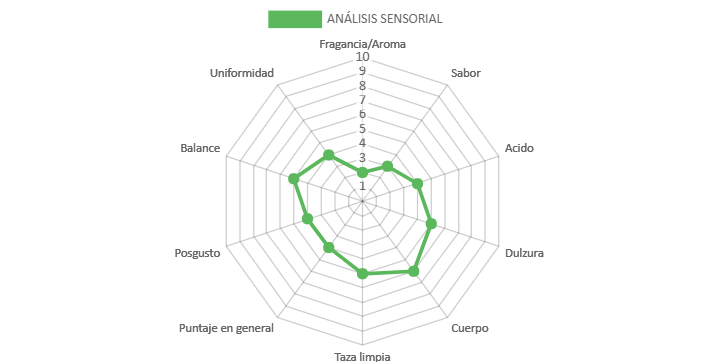 ANÁLISIS SENSORIAL
Fragancia/Aroma
10
9
8
7
6
5
4
3
1
Uniformidad
Sabor
Balance
Acido
Posgusto
Dulzura
Puntaje en general
Cuerpo
Taza limpia